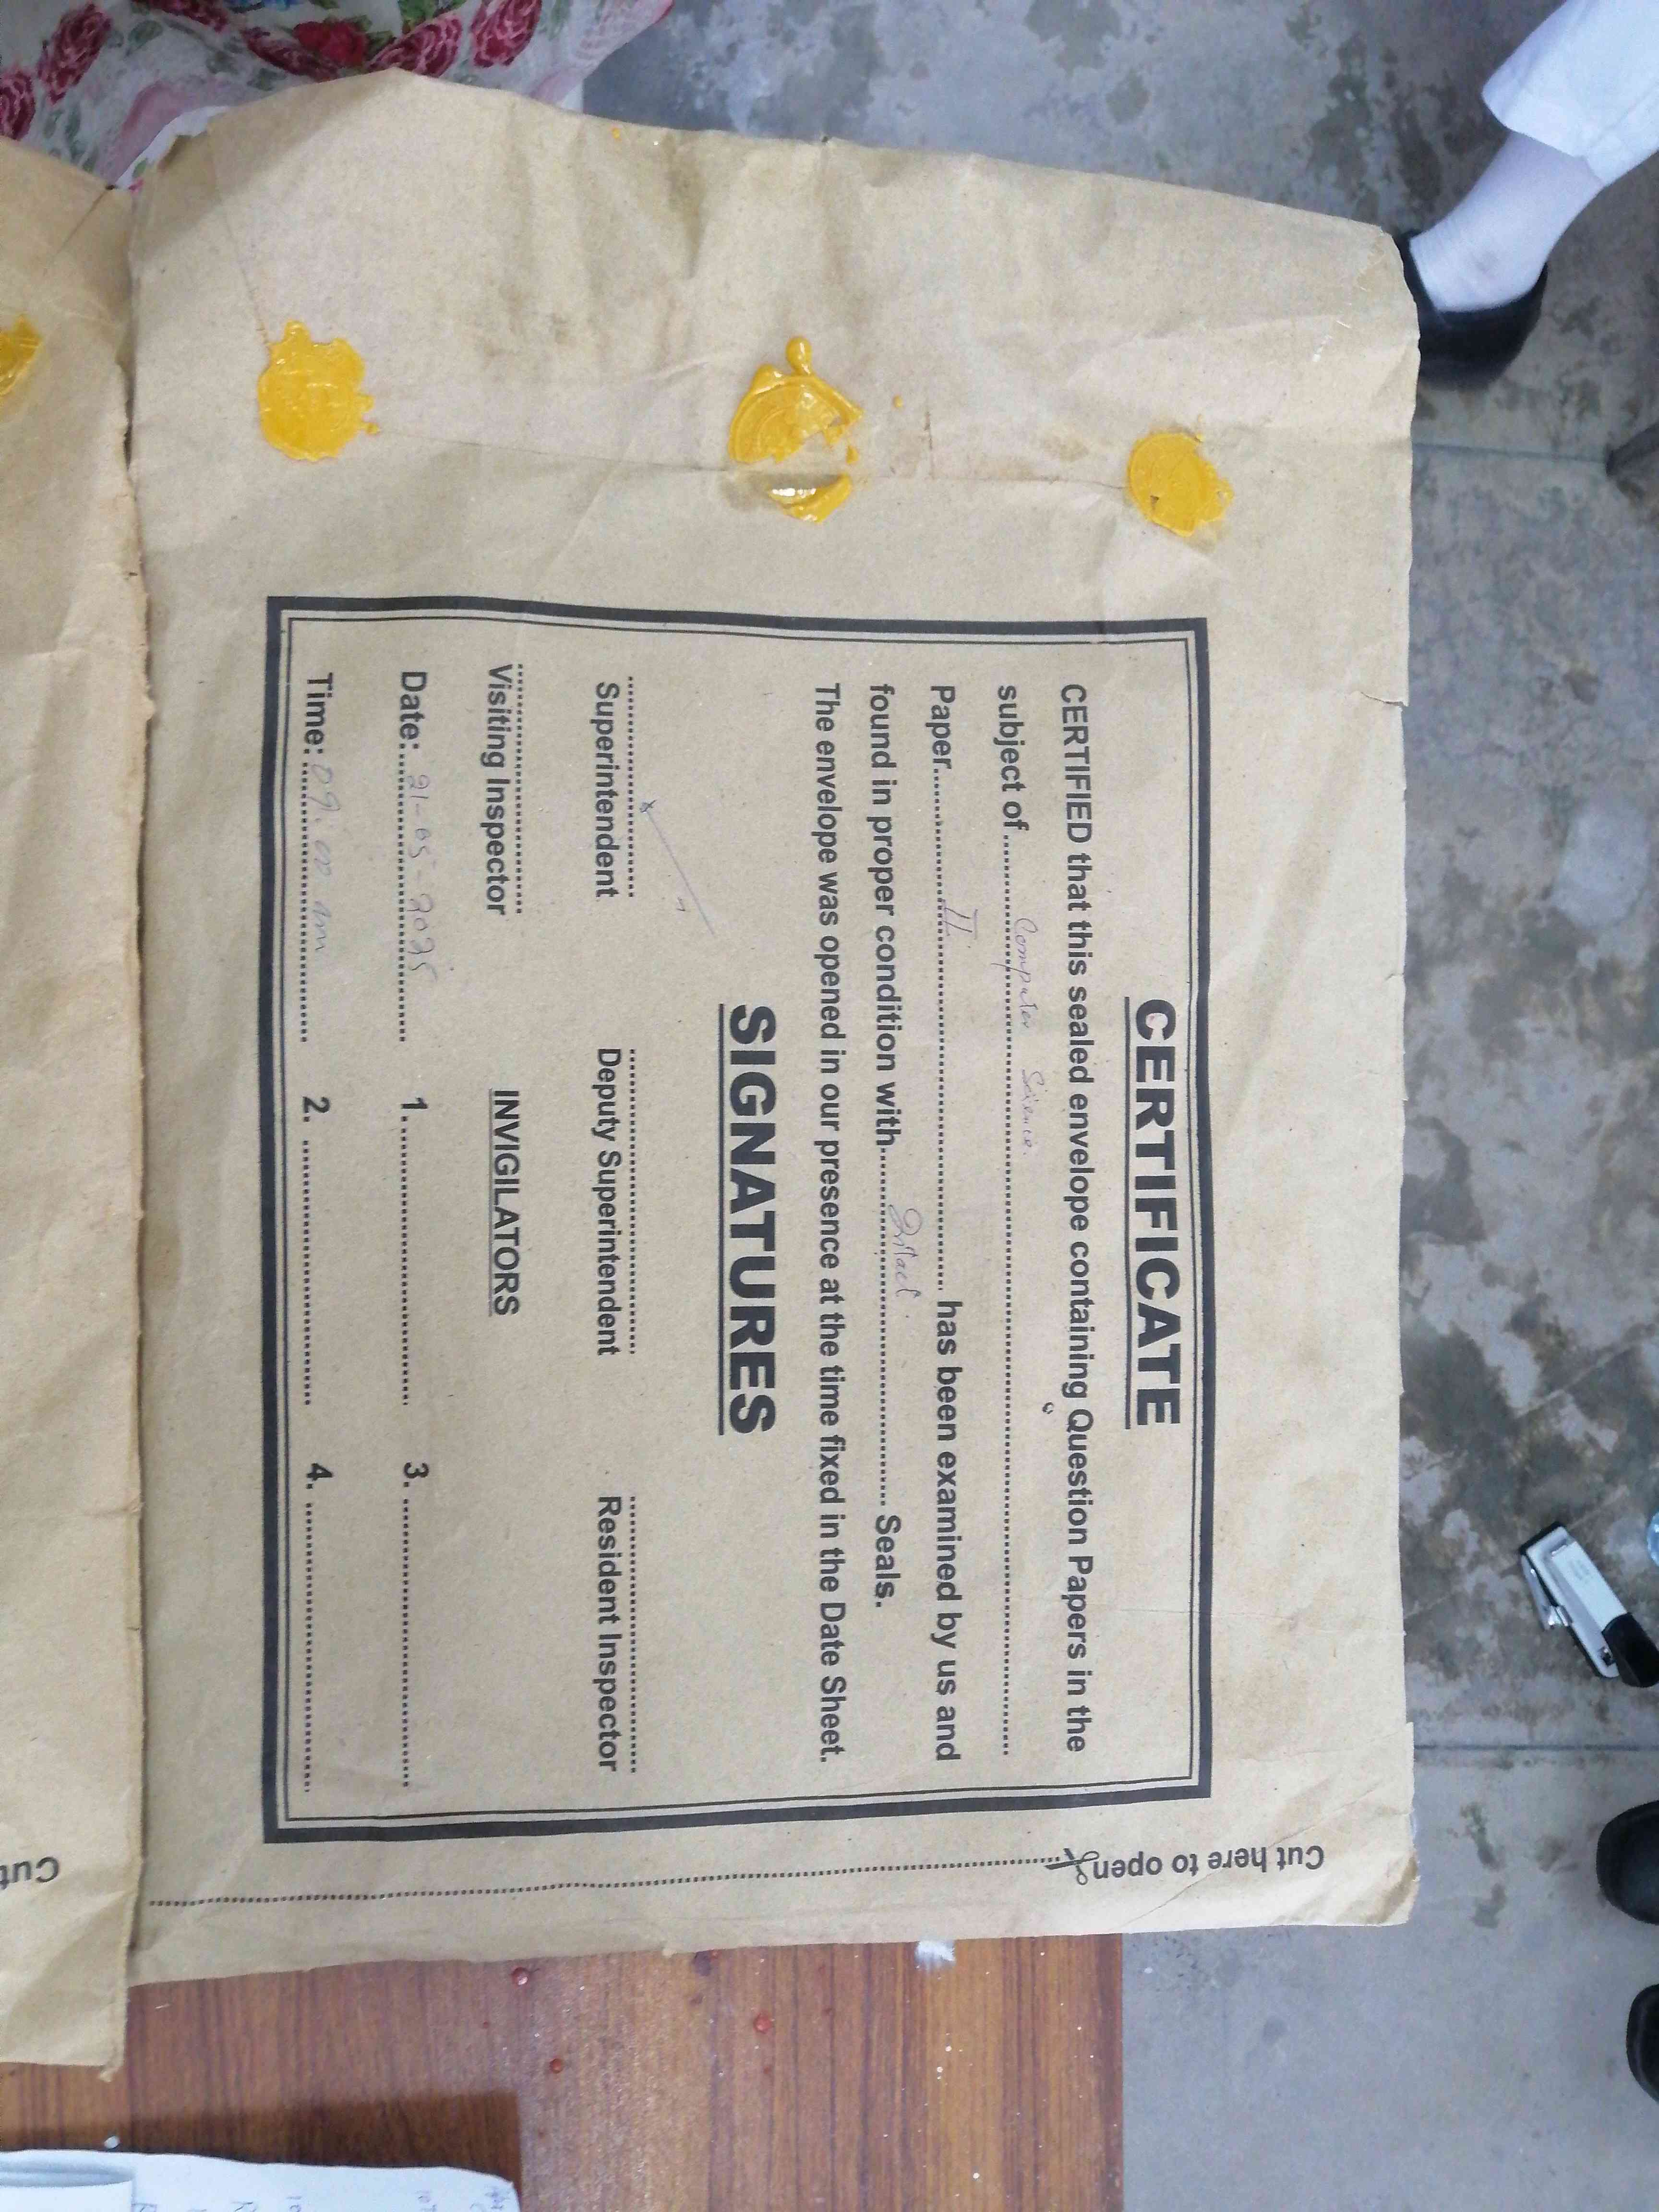 CERTIFICATE
CERTIFIED that this sealed envelope containing Question Papers in the
subject of.......Computer Science.......
Paper.......II.......has been examined by us and
found in proper condition with.......Intact.......Seals.
The envelope was opened in our presence at the time fixed in the Date Sheet.
SIGNATURES
Superintendent Deputy Superintendent Resident Inspector
Visiting Inspector INVIGILATORS
Date: 21-05-2025 1. 3.
Time: 09:00 am 2. 4.
Cut here to open
Cut